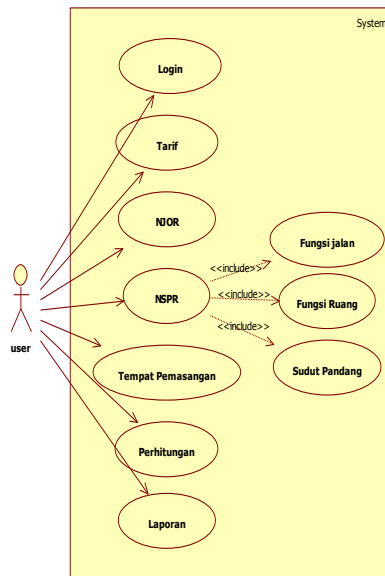 System
Login
Tarif
NJOR
NSPR
<<include>>
<<include>>
<<include>>
Fungsi jalan
Fungsi Ruang
Sudut Pandang
user
Tempat Pemasangan
Perhitungan
Laporan